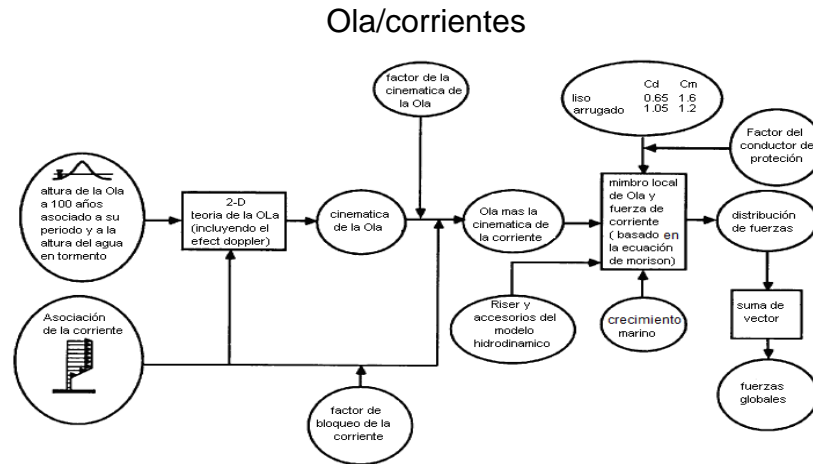 Ola/corrientes
factor de la
cinematica de
la Ola
Cd Cm
liso 0.65 1.6
arrugado 1.05 1.2
Factor del
conductor de
proteción
altura de la Ola
a 100 años
asociado a su
periodo y a la
altura del agua
en tormento
2-D
teoria de la OLa
(incluyendo el
efect doppler)
cinematica
de la Ola
Ola mas la
cinematica de
la corriente
mimbro local
de Ola y
fuerza de
corriente
( basado en
la ecuación
de morison)
distribución
de fuerzas
Asociación
de la corriente
Riser y
accesorios del
modelo
hidrodinamico
crecimiento
marino
suma de
vector
factor de
bloqueo de la
corriente
fuerzas
globales